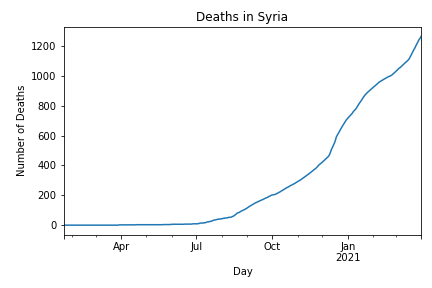 Deaths in Syria
Number of Deaths
1200
1000
800
600
400
200
0
Apr
Jul
Oct
Jan
2021
Day